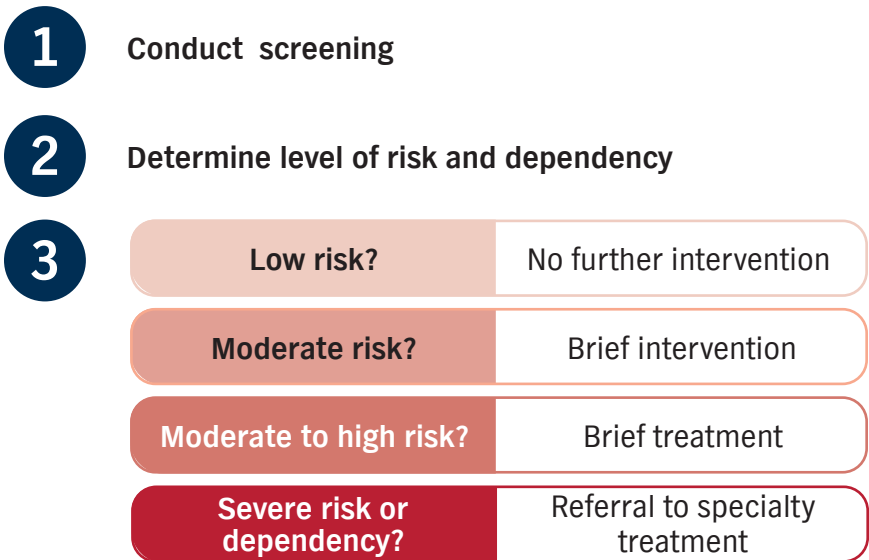 1
Conduct screening
2
Determine level of risk and dependency
3
Low risk?
No further intervention
Moderate risk?
Brief intervention
Moderate to high risk?
Brief treatment
Severe risk or
dependency?
Referral to specialty
treatment